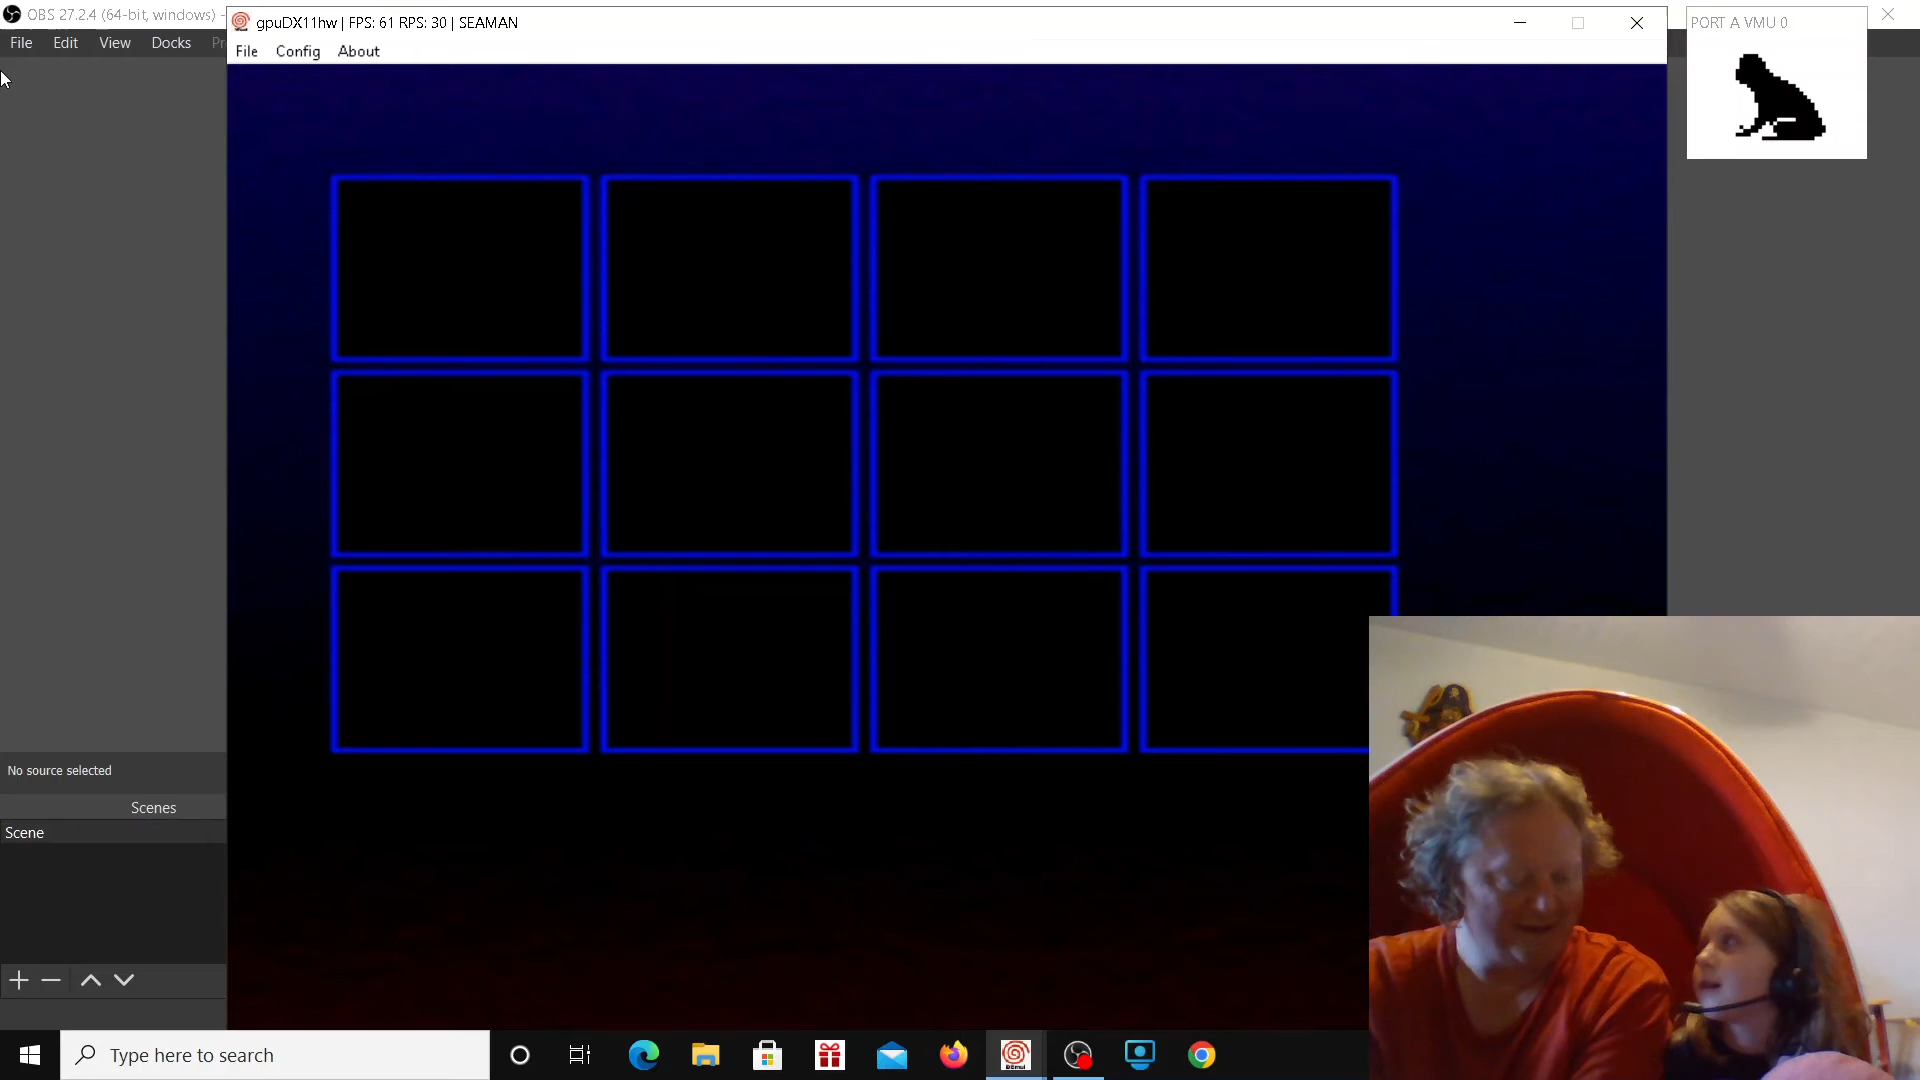 OBS 27.2.4 (64-bit, windows) -
gpuDX11hw | FPS: 61 RPS: 30 | SEAMAN
PORT A VMU 0
File Edit View Docks Pr
File Config About
No source selected
Scenes
Scene
Type here to search